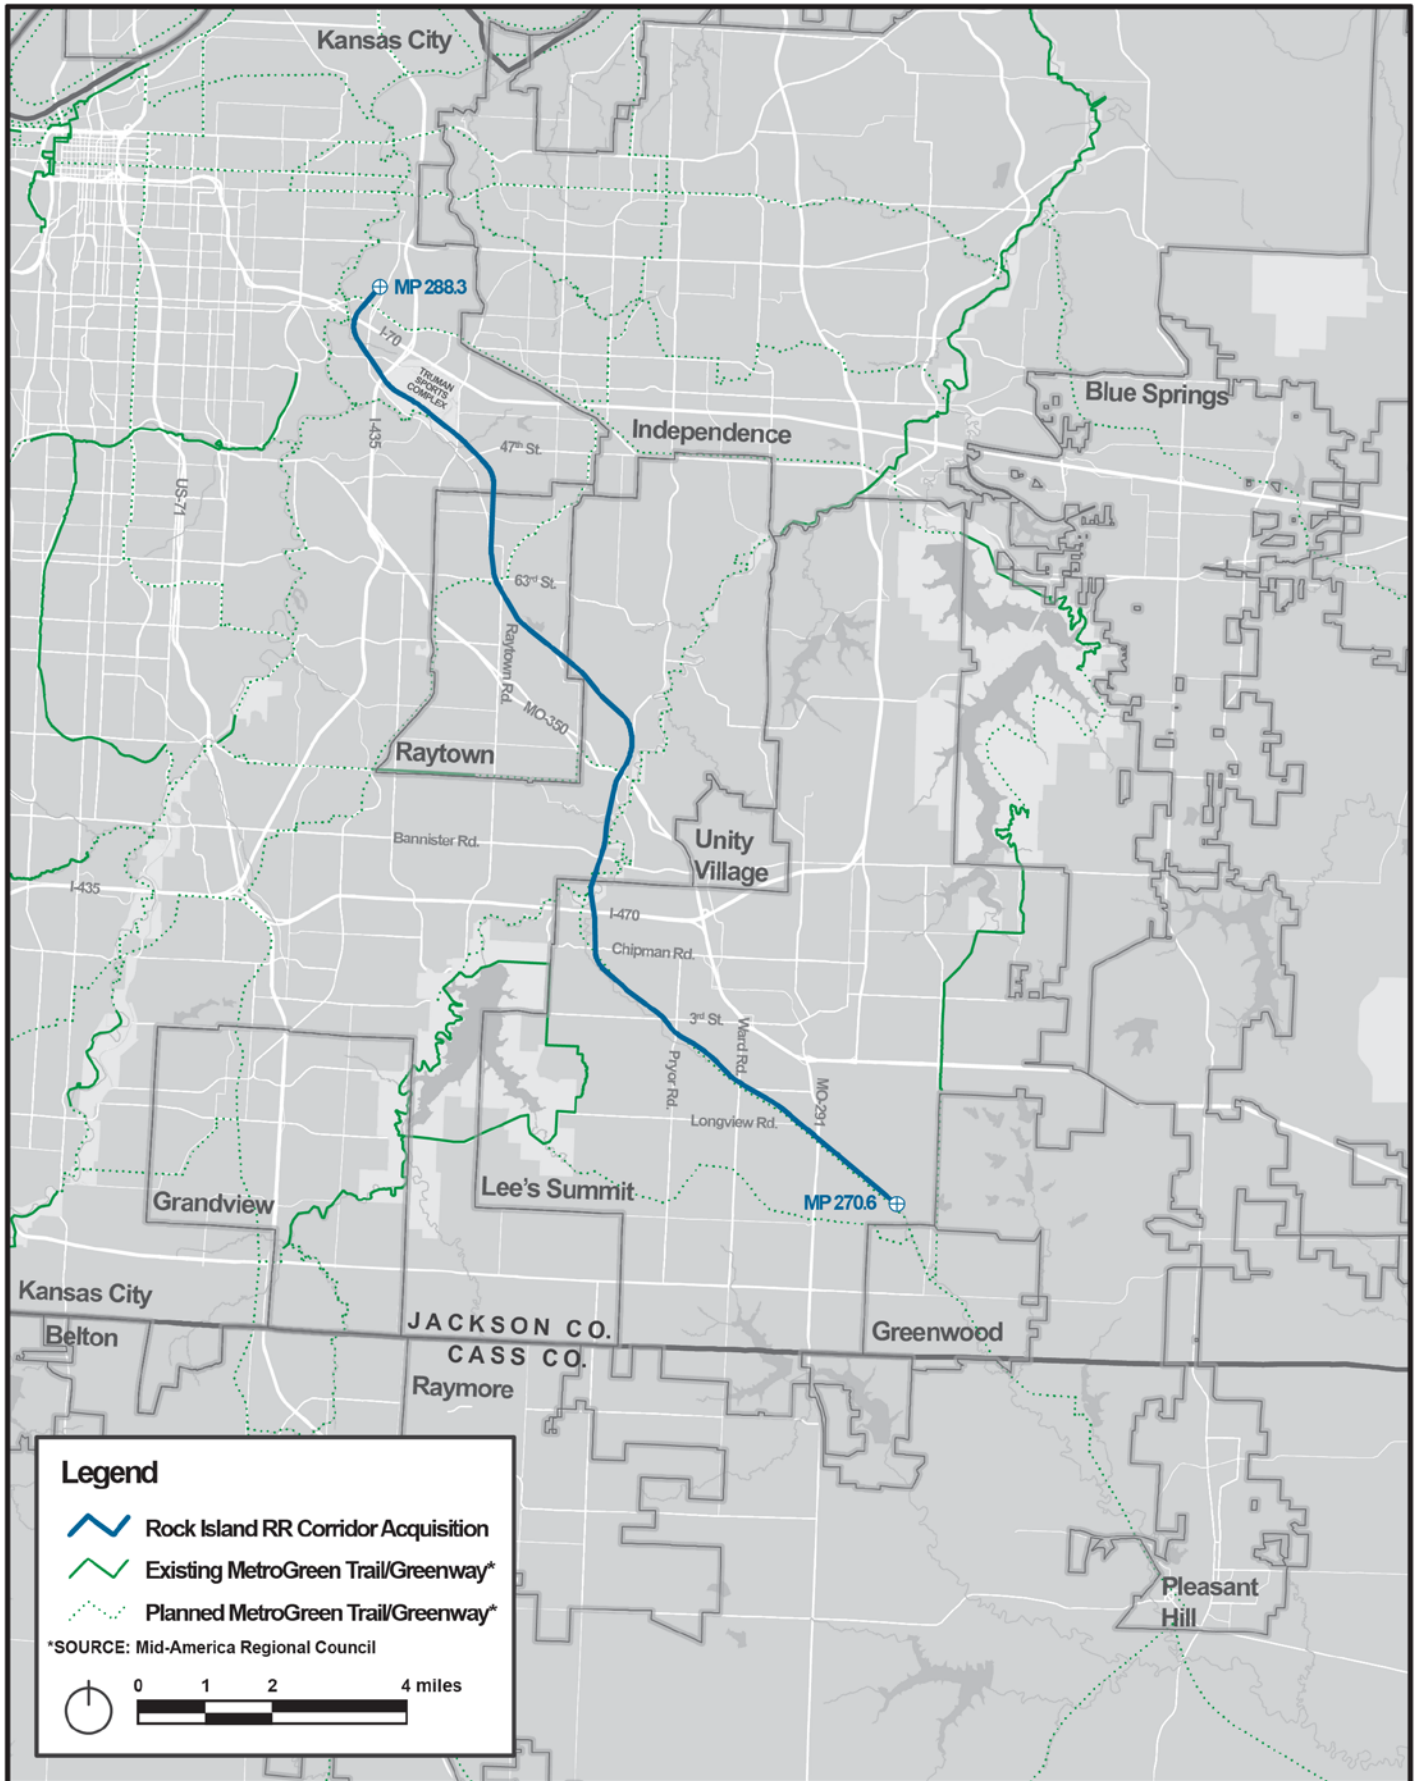 Kansas City
MP 288.3
I-70
TRUMAN
SPORTS
COMPLEX
Blue Springs
I-435
47th St.
Independence
US-71
63rd St.
Raytown Rd.
MO-350
Raytown
Bannister Rd.
Unity
Village
I-435
I-470
Chipman Rd.
3rd St.
Ward Rd.
Pryor Rd.
MO-291
Longview Rd.
Lee's Summit
MP 270.6
Grandview
Kansas City
JACKSON CO.
Greenwood
Belton
CASS CO.
Raymore
Legend
Rock Island RR Corridor Acquisition
Existing MetroGreen Trail/Greenway*
Planned MetroGreen Trail/Greenway*
*SOURCE: Mid-America Regional Council
0 1 2 4 miles
Pleasant
Hill